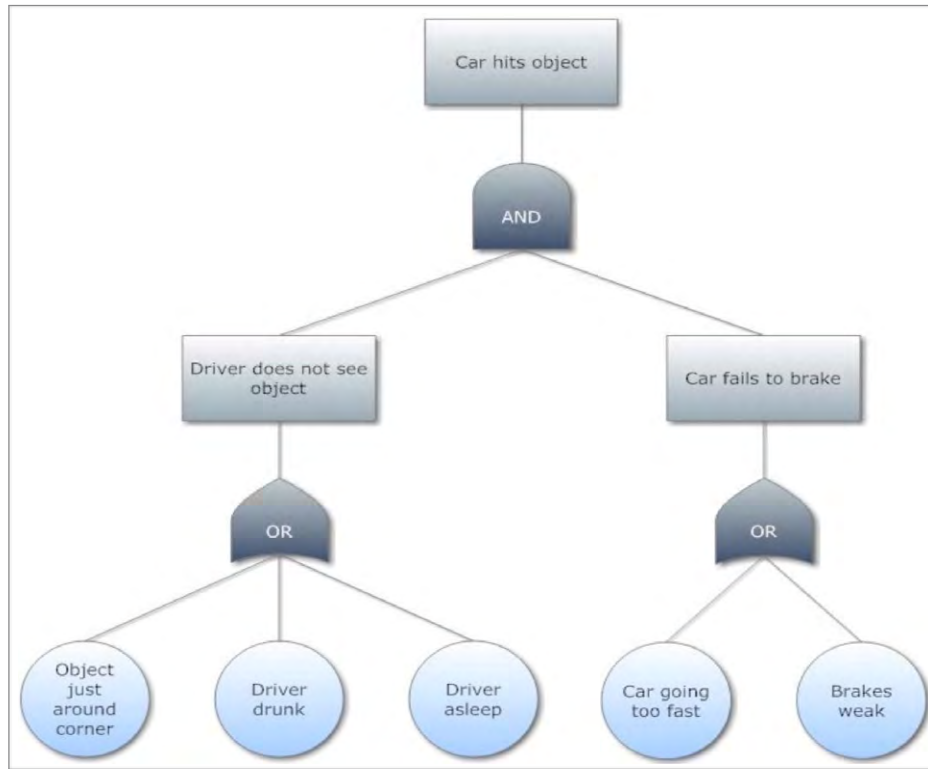 Car hits object
AND
Driver does not see
object
Car fails to brake
OR
OR
Object
just
around
corner
Driver
drunk
Driver
asleep
Car going
too fast
Brakes
weak